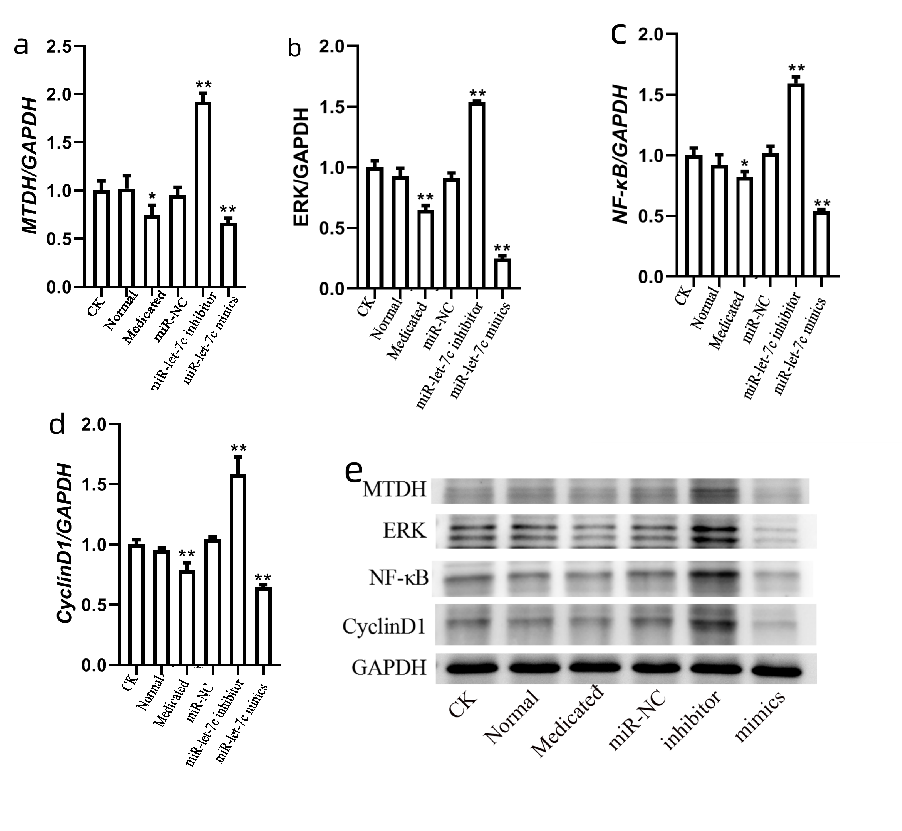 a
2.5
2.0
1.5
1.0
0.5
0.0
MTDH/GAPDH
**
*
**
CK
Normal
Medicated
miR-NC
miR-let-7c inhibitor
miR-let-7c mimics
b
2.0
1.5
1.0
0.5
0.0
ERK/GAPDH
**
**
**
CK
Normal
Medicated
miR-NC
miR-let-7c inhibitor
miR-let-7c mimics
c
2.0
1.5
1.0
0.5
0.0
NF-κB/GAPDH
*
**
**
CK
Normal
Medicated
miR-NC
miR-let-7c inhibitor
miR-let-7c mimics
d
2.0
1.5
1.0
0.5
0.0
CyclinD1/GAPDH
**
**
**
CK
Normal
Medicated
miR-NC
miR-let-7c inhibitor
miR-let-7c mimics
e
MTDH
ERK
NF-κB
CyclinD1
GAPDH
CK
Normal
Medicated
miR-NC
inhibitor
mimics